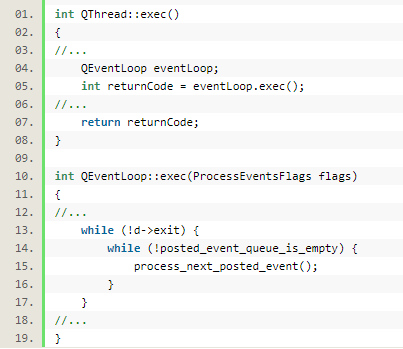 01. int QThread::exec()
02. {
03. //...
04.     QEventLoop eventLoop;
05.     int returnCode = eventLoop.exec();
06. //...
07.     return returnCode;
08. }
09.
10. int QEventLoop::exec(ProcessEventsFlags flags)
11. {
12. //...
13.     while (!d->exit) {
14.         while (!posted_event_queue_is_empty) {
15.             process_next_posted_event();
16.         }
17.     }
18. //...
19. }